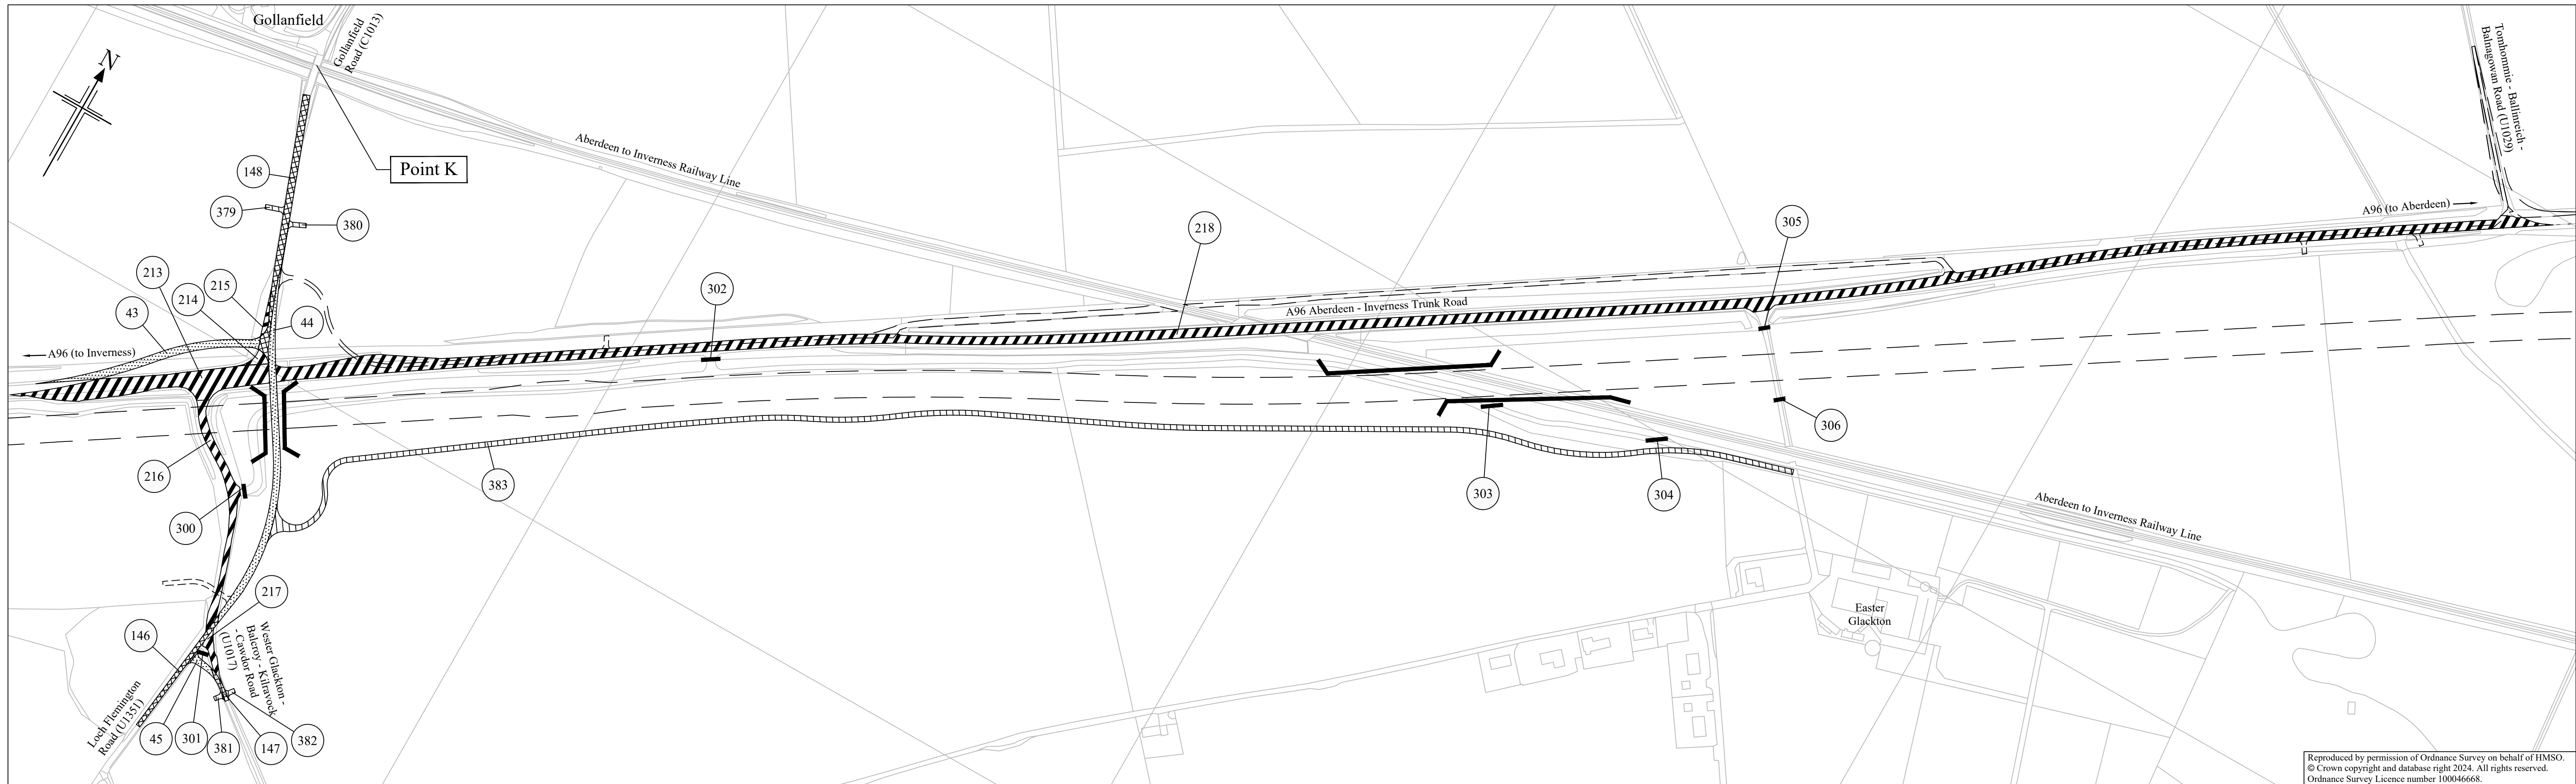 Gollanfield
Gollanfield
Road (C1013)
N
Point K
Aberdeen to Inverness Railway Line
Tomhommie - Ballinreich -
Balnagowan Road (U1029)
148
379
380
213
214
215
43
44
A96 (to Inverness)
302
218
305
A96 (to Aberdeen)
A96 Aberdeen - Inverness Trunk Road
216
300
383
303
304
306
Aberdeen to Inverness Railway Line
217
146
Wester Glackton -
Balcroy - Kilravock
- Cawdor Road
(U1017)
Loch Flemington
Road (U1351)
45
301
381
147
382
Easter
Glackton
Reproduced by permission of Ordnance Survey on behalf of HMSO.
© Crown copyright and database right 2024. All rights reserved.
Ordnance Survey Licence number 100046668.